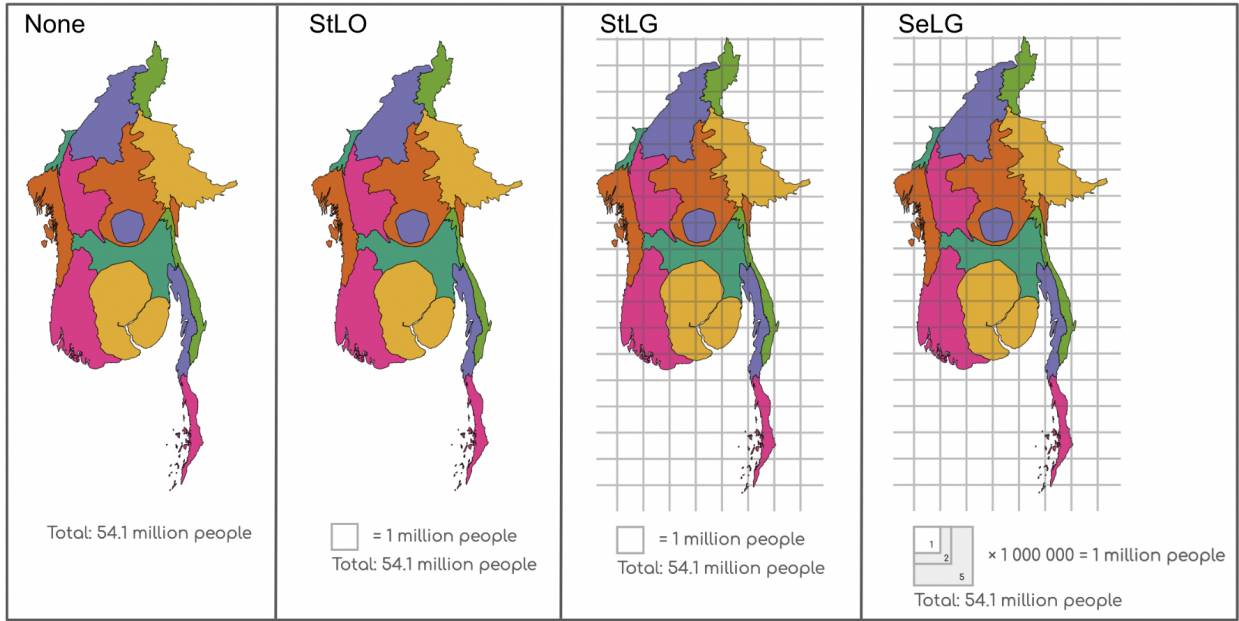 None
Total: 54.1 million people
StLO
= 1 million people
Total: 54.1 million people
StLG
= 1 million people
Total: 54.1 million people
SeLG
1
2
5
× 1 000 000 = 1 million people
Total: 54.1 million people